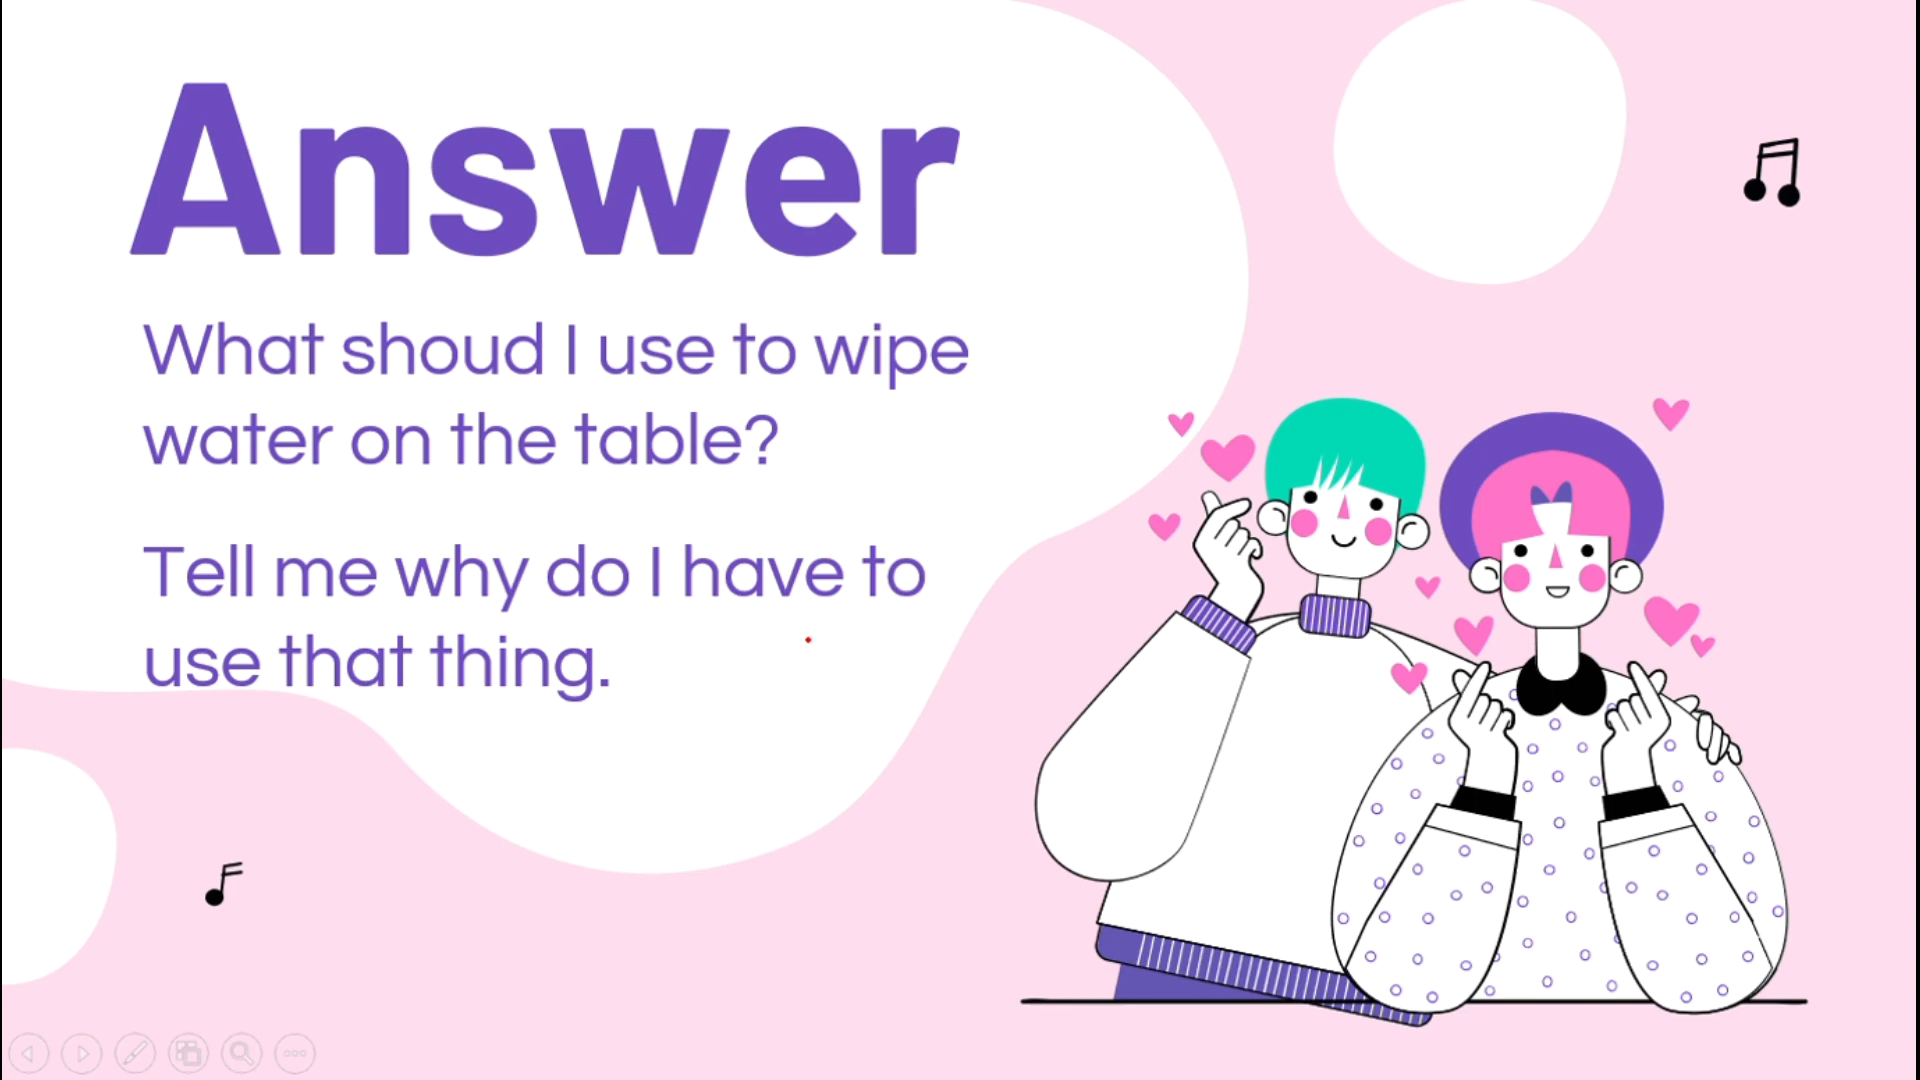 Answer
What shoud I use to wipe
water on the table?
Tell me why do I have to
use that thing.